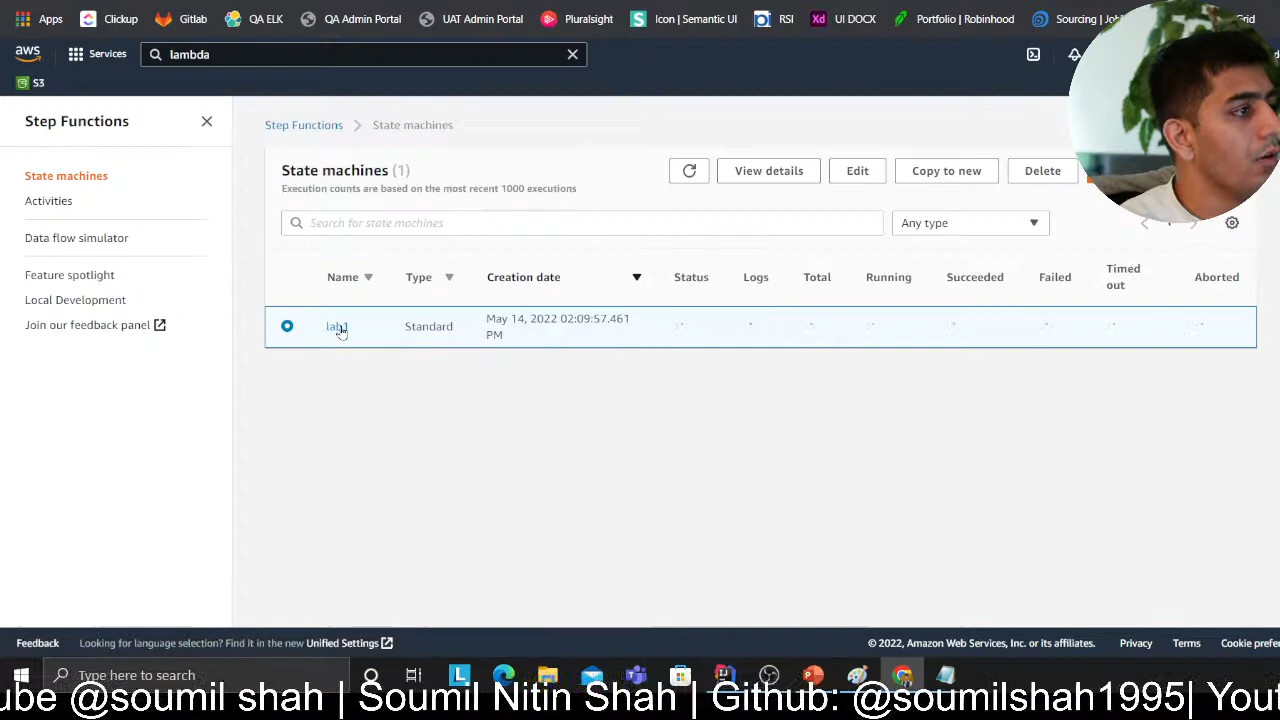 Apps Clickup Gitlab QA ELK QA Admin Portal UAT Admin Portal Pluralsight Icon | Semantic UI RSI UI DOCX Portfolio | Robinhood Sourcing | Job Grid
aws Services lambda
S3
Step Functions
State machines
Activities
Data flow simulator
Feature spotlight
Local Development
Join our feedback panel
Step Functions State machines
State machines (1)
Execution counts are based on the most recent 1000 executions
View details Edit Copy to new Delete
Search for state machines Any type
Name Type Creation date Status Logs Total Running Succeeded Failed Timed out Aborted
lab1 Standard May 14, 2022 02:09:57.461 PM
Feedback Looking for language selection? Find it in the new Unified Settings © 2022, Amazon Web Services, Inc. or its affiliates. Privacy Terms Cookie prefer
Type here to search
ube @soumil shah | Soumil Nitin Shah | Github: @soumilshah1995| Yout